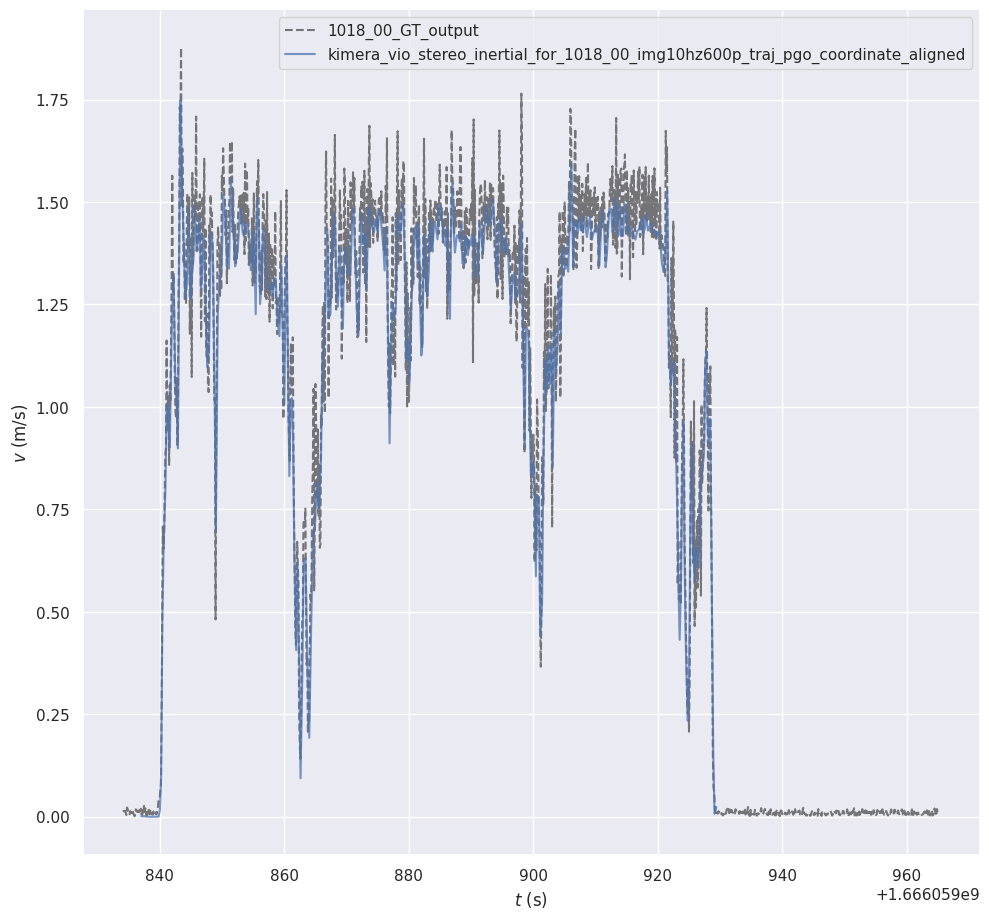 1018_00_GT_output
kimera_vio_stereo_inertial_for_1018_00_img10hz600p_traj_pgo_coordinate_aligned
v (m/s)
1.75
1.50
1.25
1.00
0.75
0.50
0.25
0.00
840 860 880 900 920 940 960
t (s)
+1.666059e9